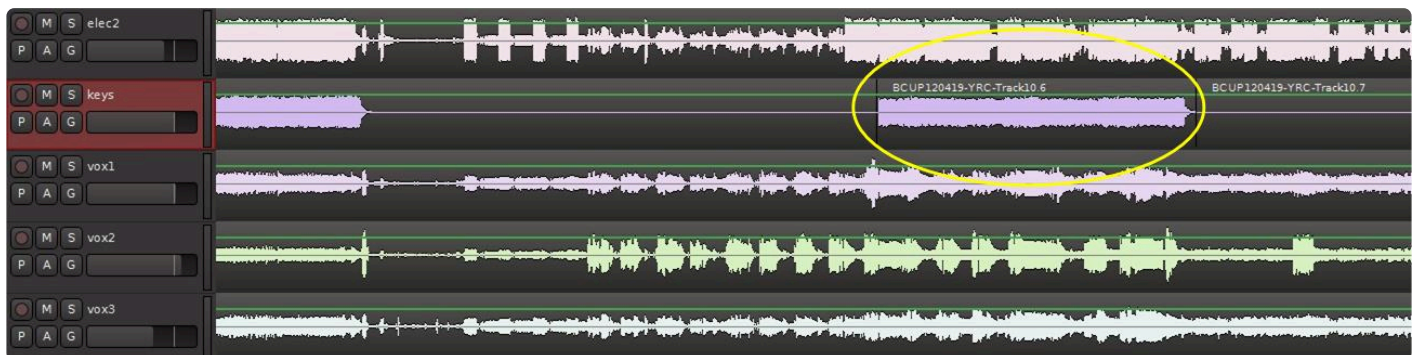 M S elec2
P A G
M S keys
P A G
BCUP120419-YRC-Track10.6
BCUP120419-YRC-Track10.7
M S vox1
P A G
M S vox2
P A G
M S vox3
P A G